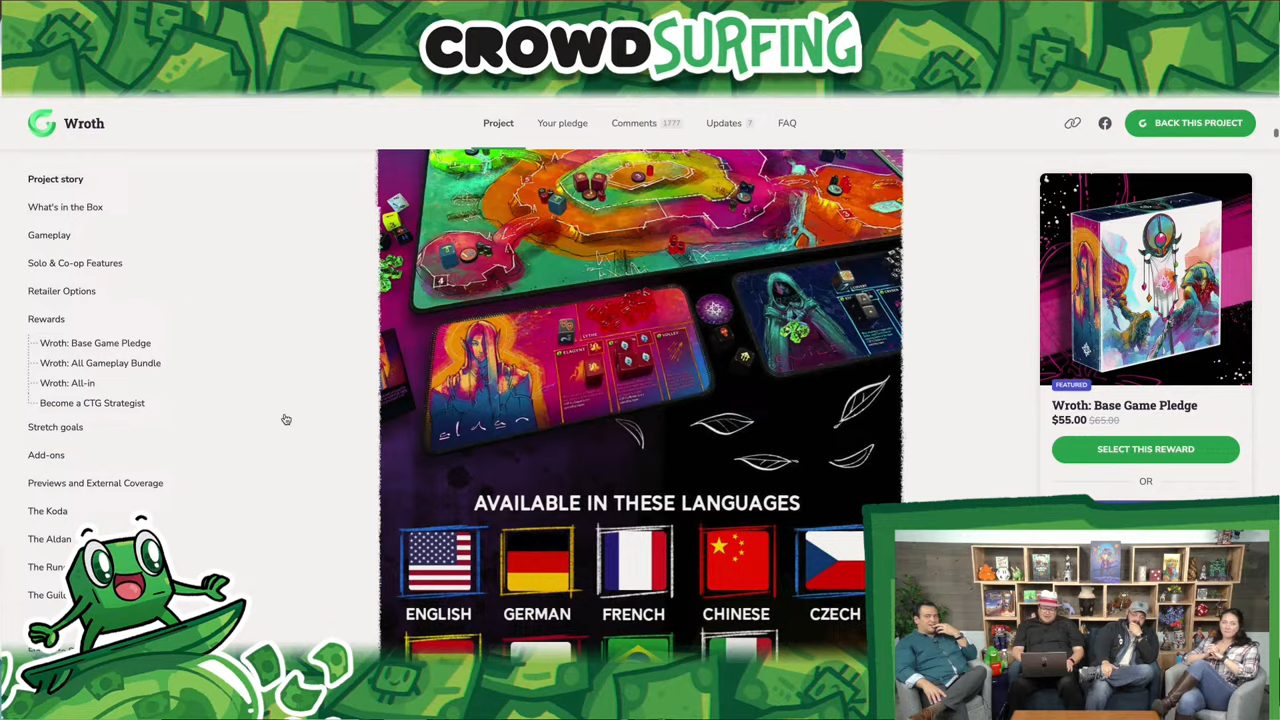 CROWDSURFING
Wroth
Project
Your pledge
Comments 1777
Updates 7
FAQ
BACK THIS PROJECT
Project story
What's in the Box
Gameplay
Solo & Co-op Features
Retailer Options
Rewards
Wroth: Base Game Pledge
Wroth: All Gameplay Bundle
Wroth: All-in
Become a CTG Strategist
Stretch goals
Add-ons
Previews and External Coverage
The Koda
The Aldan
4
ELDAN
AVAILABLE IN THESE LANGUAGES
ENGLISH
GERMAN
FRENCH
CHINESE
CZECH
FEATURED
Wroth: Base Game Pledge
$55.00 $65.00
SELECT THIS REWARD
OR